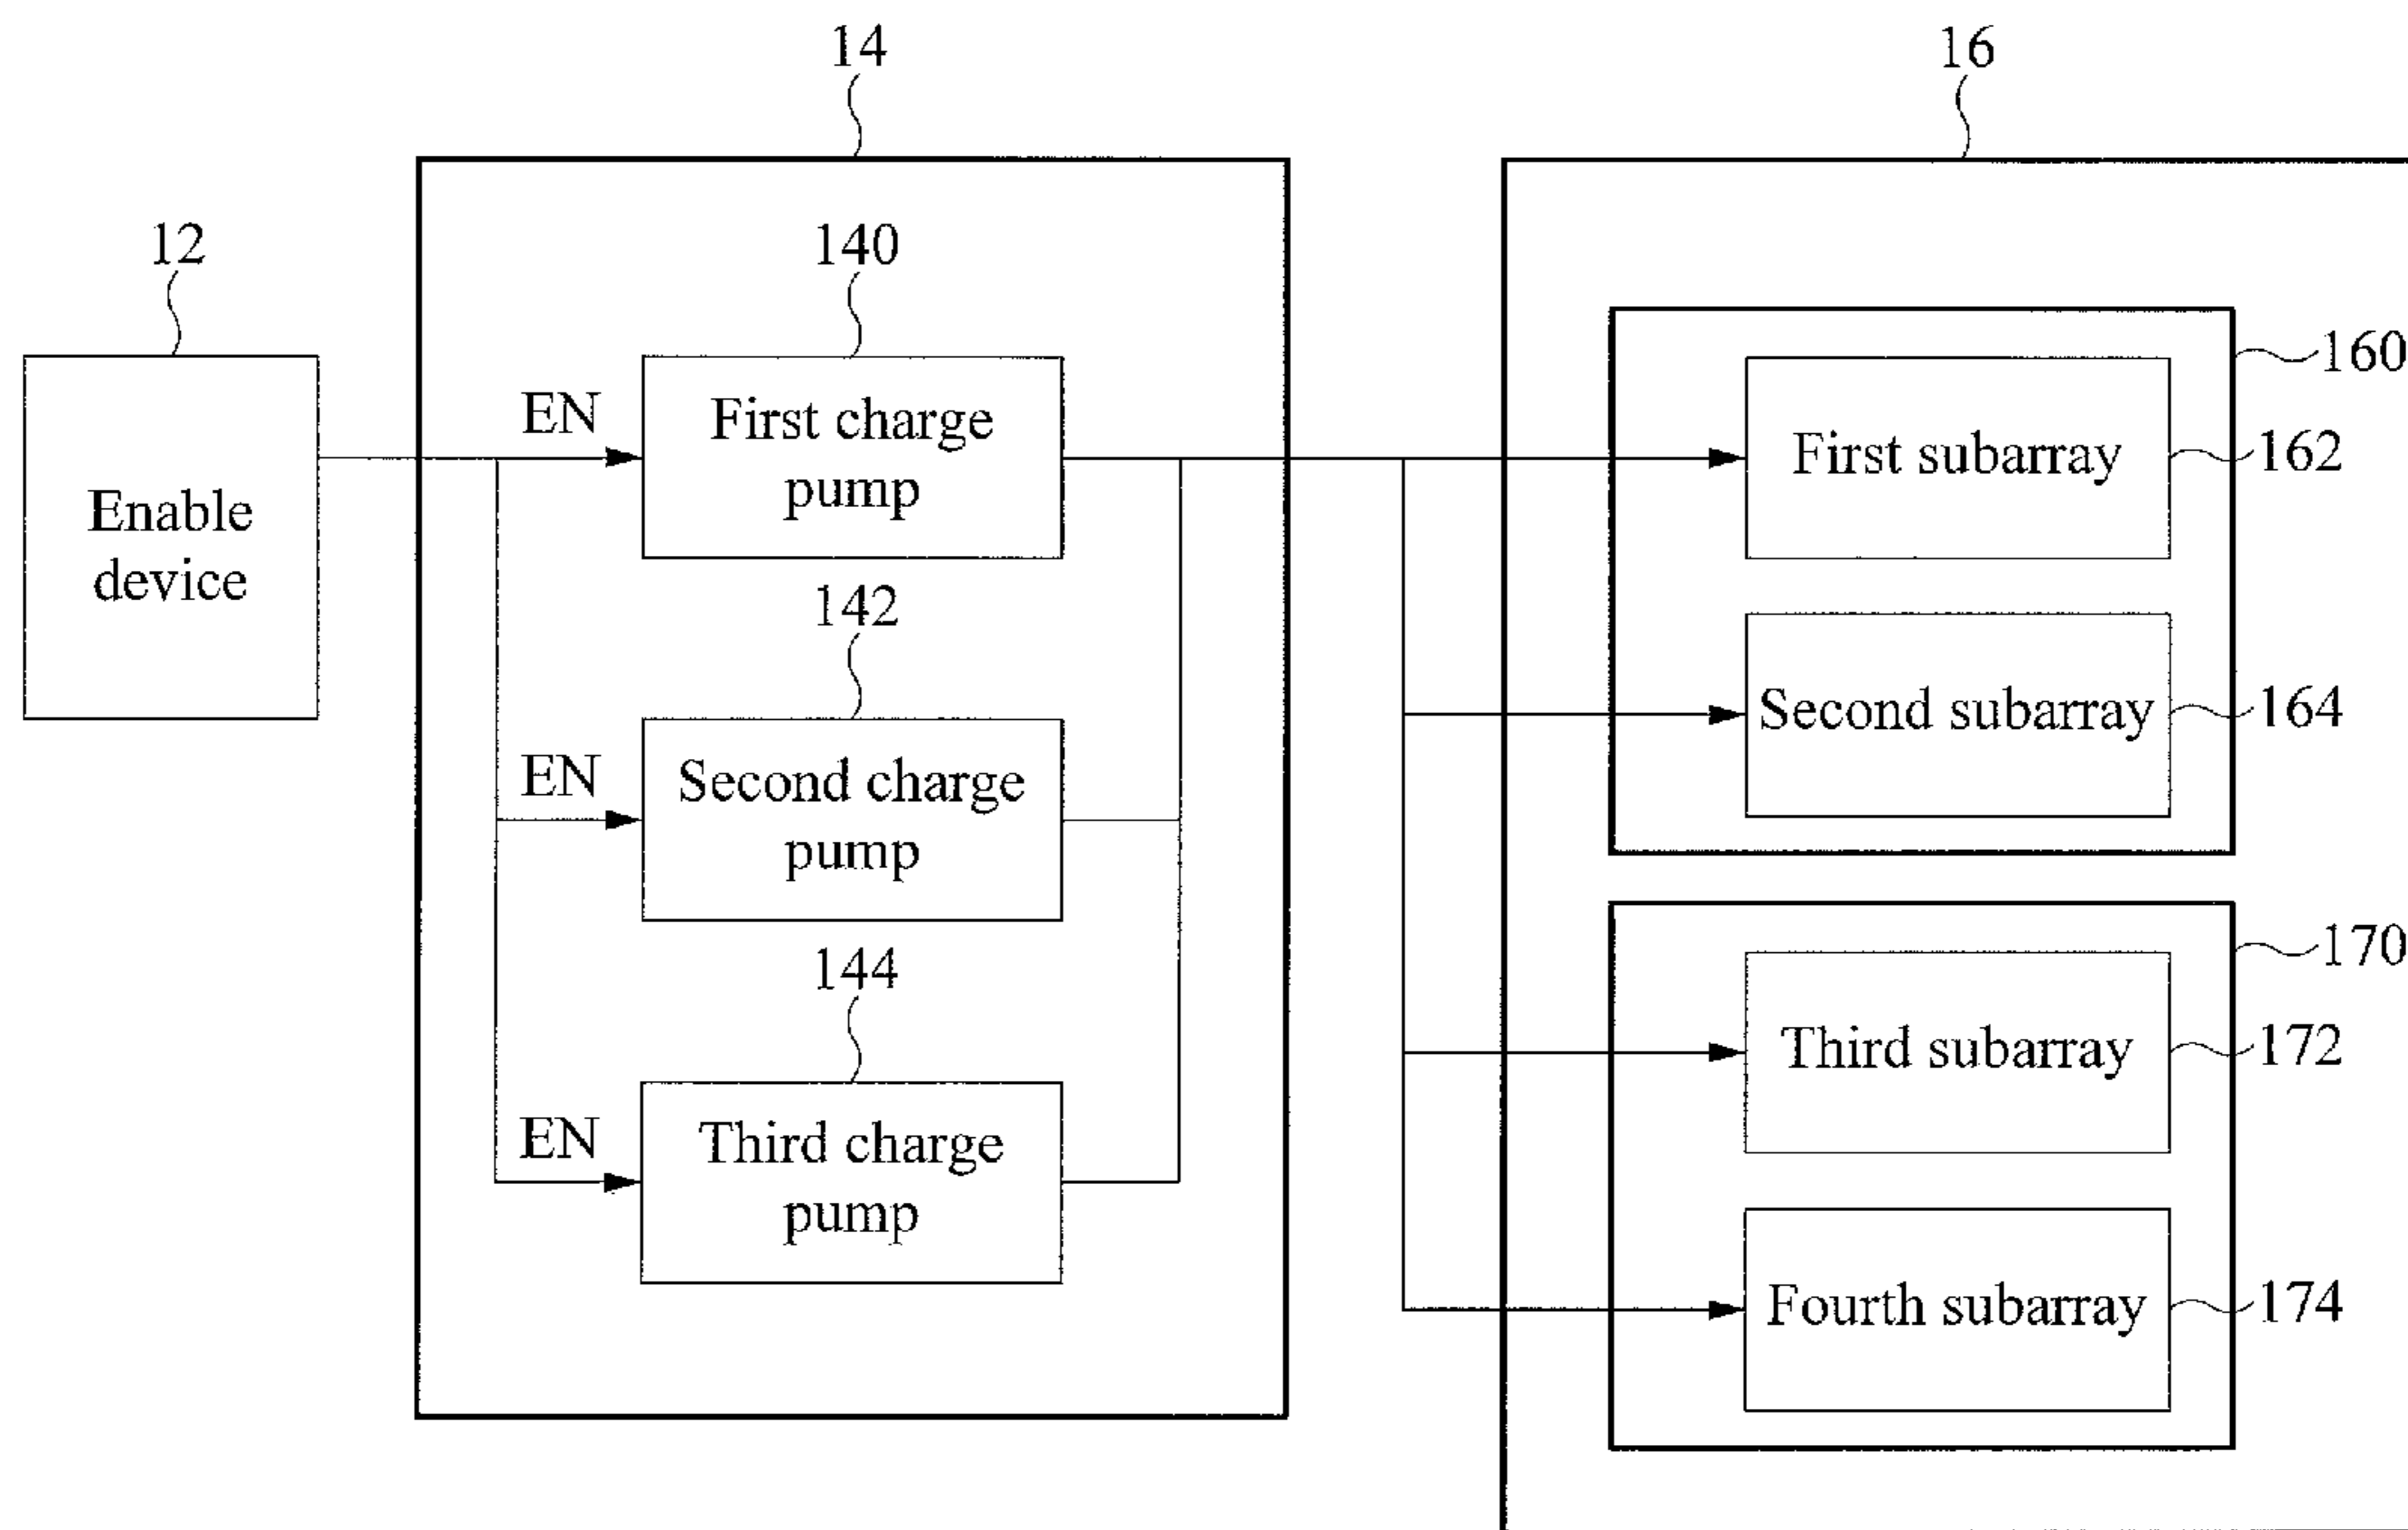 14
16
12
140
160
Enable
device
EN
First charge
pump
First subarray
162
142
EN
Second charge
pump
Second subarray
164
144
EN
Third charge
pump
170
Third subarray
172
Fourth subarray
174